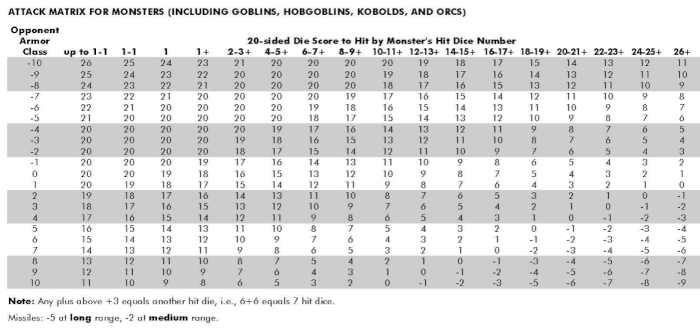 ATTACK MATRIX FOR MONSTERS (INCLUDING GOBLINS, HOBGOBLINS, KOBOLDS, AND ORCS)
Opponent
Armor 20-sided Die Score to Hit by Monster's Hit Dice Number
Class up to 1-1 1-1 1 1+ 2-3+ 4-5+ 6-7+ 8-9+ 10-11+ 12-13+ 14-15+ 16-17+ 18-19+ 20-21+ 22-23+ 24-25+ 26+
-10 26 25 24 23 21 20 20 20 20 19 18 17 15 14 13 12 11
-9 25 24 23 22 20 20 20 20 19 18 17 16 14 13 12 11 10
-8 24 23 22 21 20 20 20 20 18 17 16 15 13 12 11 10 9
-7 23 22 21 20 20 20 20 19 17 16 15 14 12 11 10 9 8
-6 22 21 20 20 20 20 19 18 16 15 14 13 11 10 9 8 7
-5 21 20 20 20 20 20 18 17 15 14 13 12 10 9 8 7 6
-4 20 20 20 20 20 19 17 16 14 13 12 11 9 8 7 6 5
-3 20 20 20 20 19 18 16 15 13 12 11 10 8 7 6 5 4
-2 20 20 20 20 18 17 15 14 12 11 10 9 7 6 5 4 3
-1 20 20 20 19 17 16 14 13 11 10 9 8 6 5 4 3 2
0 20 20 19 18 16 15 13 12 10 9 8 7 5 4 3 2 1
1 20 19 18 17 15 14 12 11 9 8 7 6 4 3 2 1 0
2 19 18 17 16 14 13 11 10 8 7 6 5 3 2 1 0 -1
3 18 17 16 15 13 12 10 9 7 6 5 4 2 1 0 -1 -2
4 17 16 15 14 12 11 9 8 6 5 4 3 1 0 -1 -2 -3
5 16 15 14 13 11 10 8 7 5 4 3 2 0 -1 -2 -3 -4
6 15 14 13 12 10 9 7 6 4 3 2 1 -1 -2 -3 -4 -5
7 14 13 12 11 9 8 6 5 3 2 1 0 -2 -3 -4 -5 -6
8 13 12 11 10 8 7 5 4 2 1 0 -1 -3 -4 -5 -6 -7
9 12 11 10 9 7 6 4 3 1 0 -1 -2 -4 -5 -6 -7 -8
10 11 10 9 8 6 5 3 2 0 -1 -2 -3 -5 -6 -7 -8 -9
Note: Any plus above +3 equals another hit die, i.e., 6+6 equals 7 hit dice.
Missiles: -5 at long range, -2 at medium range.